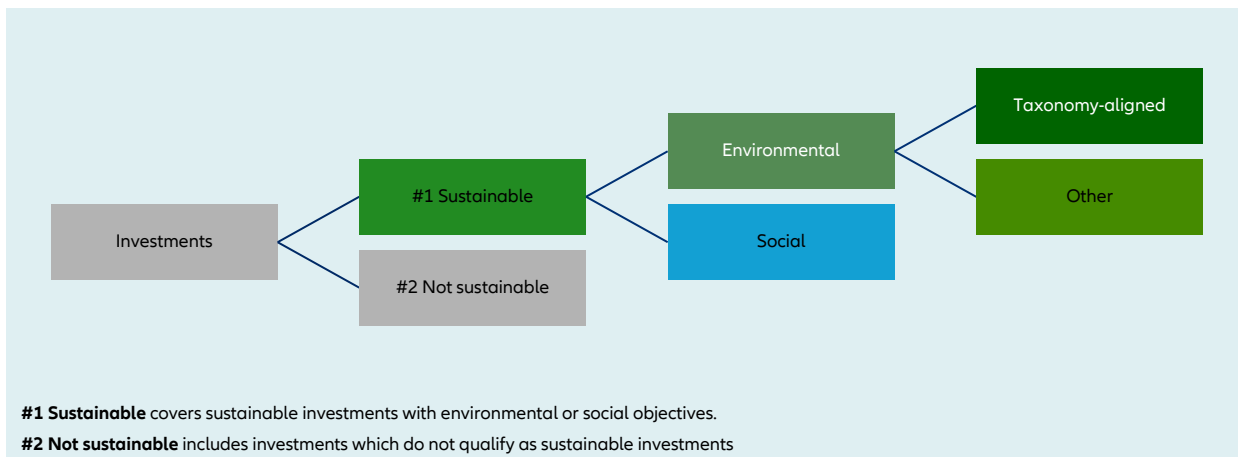 Taxonomy-aligned
Environmental
#1 Sustainable
Other
Investments
Social
#2 Not sustainable
#1 Sustainable covers sustainable investments with environmental or social objectives.
#2 Not sustainable includes investments which do not qualify as sustainable investments